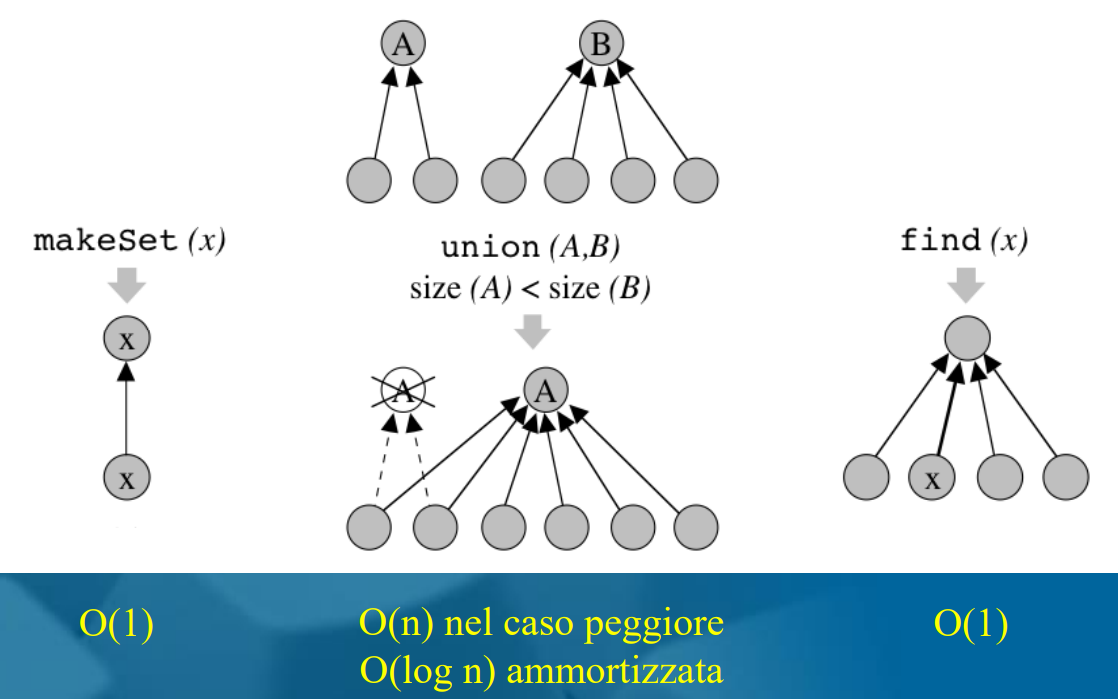 A
B
makeSet (x)
union (A,B)
size (A) < size (B)
find (x)
x
x
A
A
x
O(1)
O(n) nel caso peggiore
O(log n) ammortizzata
O(1)